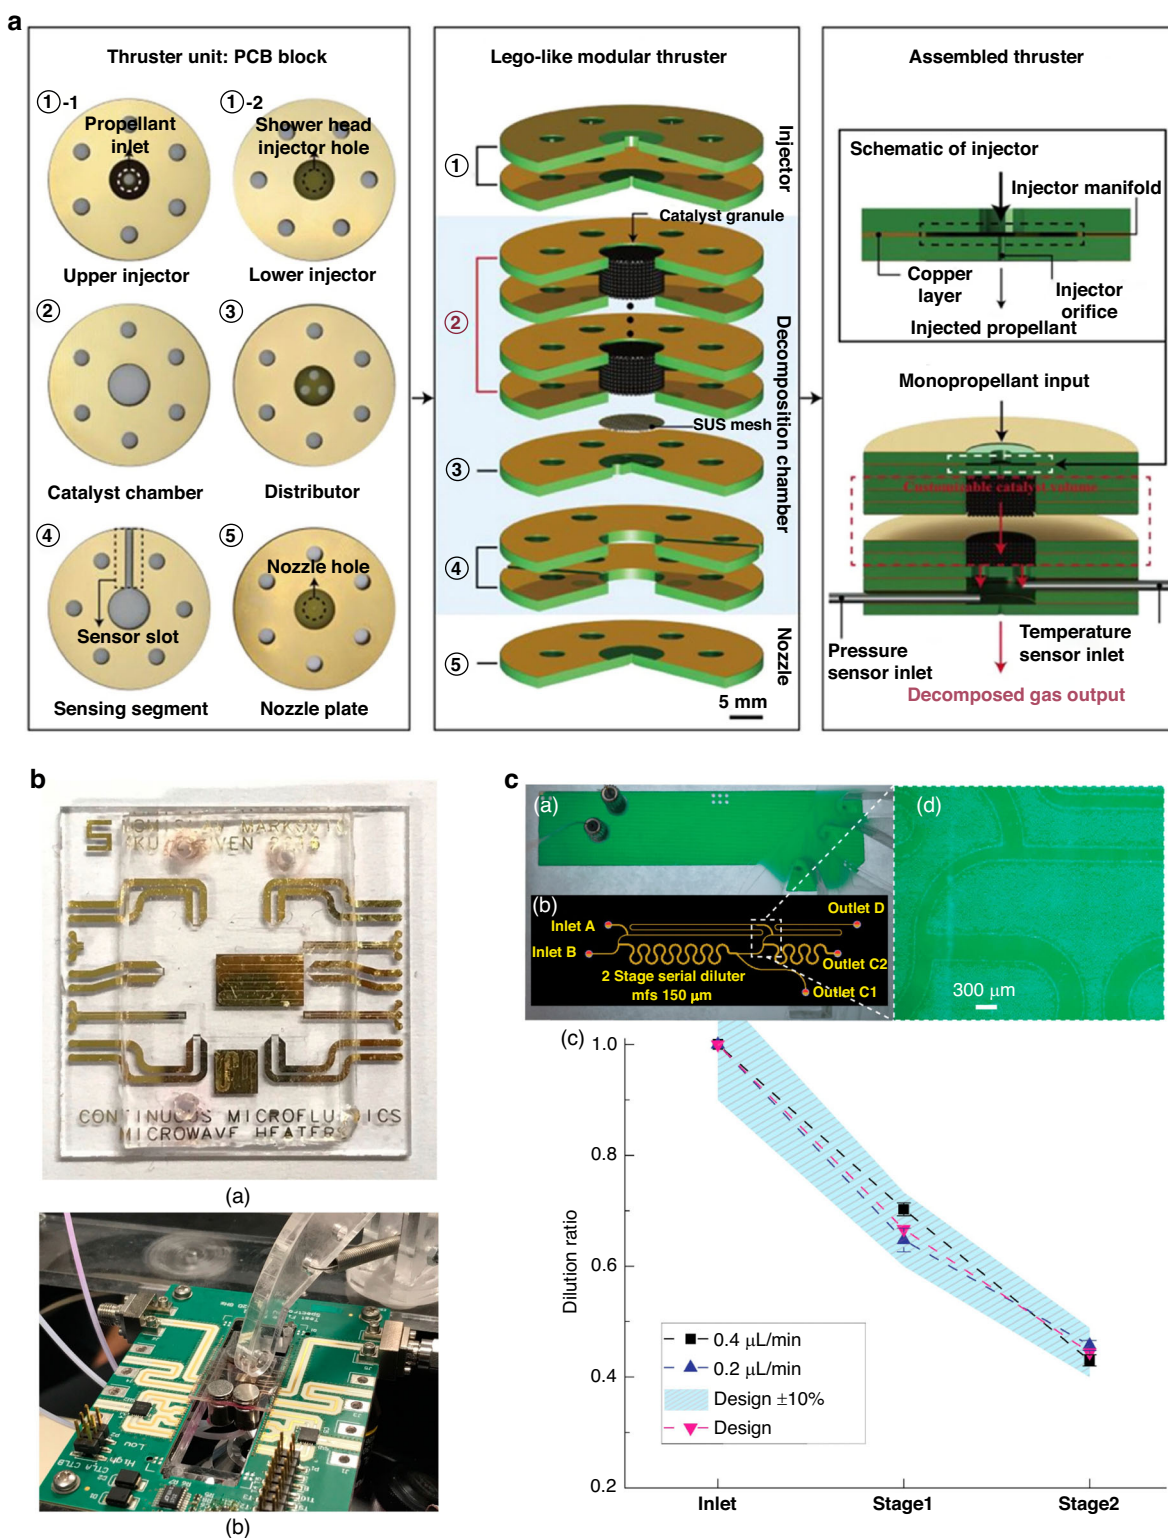 a
Thruster unit: PCB block
①-1
Propellant
inlet
Upper injector
①-2
Shower head
injector hole
Lower injector
②
Catalyst chamber
③
Distributor
④
Sensor slot
Sensing segment
⑤
Nozzle hole
Nozzle plate
Lego-like modular thruster
①
Injector
Catalyst granule
②
Decomposition chamber
SUS mesh
③
④
⑤
Nozzle
5 mm
Assembled thruster
Schematic of injector
Injector manifold
Copper
layer
Injector
orifice
Injected propellant
Monopropellant input
Customizable catalyst volume
Pressure
sensor inlet
Temperature
sensor inlet
Decomposed gas output
b
MARKOVIC
CONTINUOUS MICROFLUIDICS
MICROWAVE HEATERS
(a)
Low
High
CTLA CTLB
(b)
c
(a)
(b)
Inlet A
Inlet B
2 Stage serial diluter
mfs 150 μm
Outlet D
Outlet C2
Outlet C1
(d)
300 μm
(c)
Dilution ratio
1.0
0.8
0.6
0.4
0.2
0.4 μL/min
0.2 μL/min
Design ±10%
Design
Inlet
Stage1
Stage2